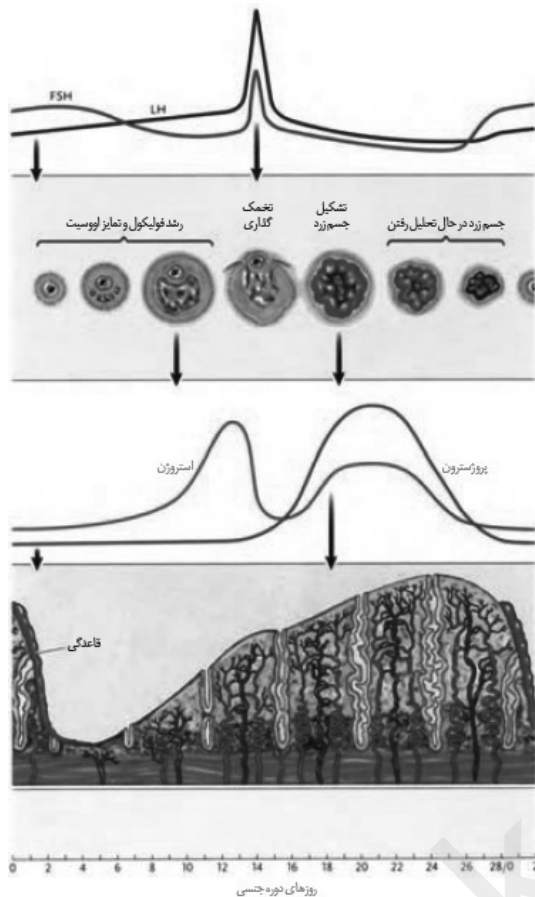 FSH
LH
رشد فولیکول و تمایز اووسیت
تخمک
گذاری
تشکیل
جسم زرد
جسم زرد در حال تحلیل رفتن
استروژن
پروژسترون
قاعدگی
0 2 4 6 8 10 12 14 16 18 20 22 24 26 28/0 2
روزهای دوره جنسی